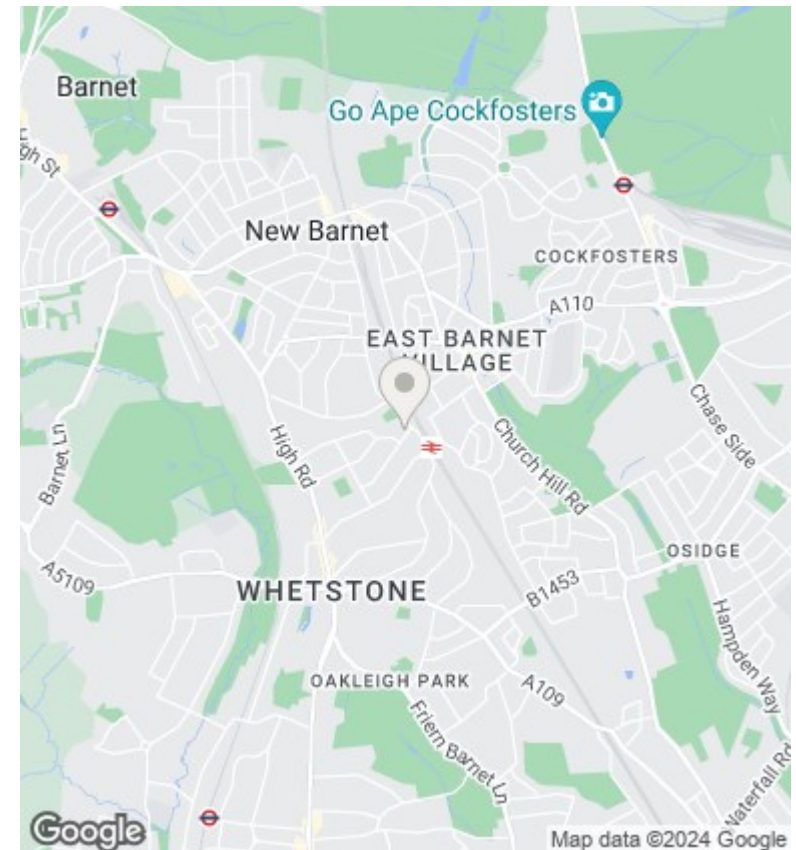 Barnet
Go Ape Cockfosters
gh St
New Barnet
COCKFOSTERS
A110
EAST BARNET
VILLAGE
Chase Side
Barnet Ln
High Rd
Church Hill Rd
OSIDGE
A5109
B1453
WHETSTONE
Hampden Way
OAKLEIGH PARK
A109
Friern Barnet Ln
Waterfall Rd
Google
Map data ©2024 Google